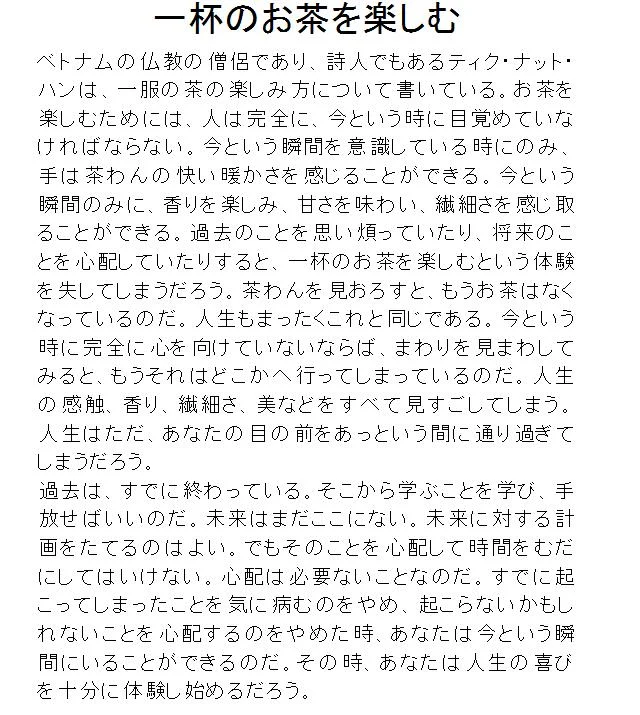 一杯のお茶を楽しむ
ベトナムの仏教の僧侶であり、詩人でもあるティク・ナット・
ハンは、一服の茶の楽しみ方について書いている。お茶を
楽しむためには、人は完全に、今という時に目覚めていな
ければならない。今という瞬間を意識している時にのみ、
手は茶わんの快い暖かさを感じることができる。今という
瞬間のみに、香りを楽しみ、甘さを味わい、繊細さを感じ取
ることができる。過去のことを思い煩っていたり、将来のこ
とを心配していたりすると、一杯のお茶を楽しむという体験
を失してしまうだろう。茶わんを見おろすと、もうお茶はなく
なっているのだ。人生もまったくこれと同じである。今という
時に完全に心を向けていないならば、まわりを見まわして
みると、もうそれはどこかへ行ってしまっているのだ。人生
の感触、香り、繊細さ、美などをすべて見すごしてしまう。
人生はただ、あなたの目の前をあっという間に通り過ぎて
しまうだろう。
過去は、すでに終わっている。そこから学ぶことを学び、手
放せばいいのだ。未来はまだここにない。未来に対する計
画をたてるのはよい。でもそのことを心配して時間をむだ
にしてはいけない。心配は必要ないことなのだ。すでに起
こってしまったことを気に病むのをやめ、起こらないかもし
れないことを心配するのをやめた時、あなたは今という瞬
間にいることができるのだ。その時、あなたは人生の喜び
を十分に体験し始めるだろう。